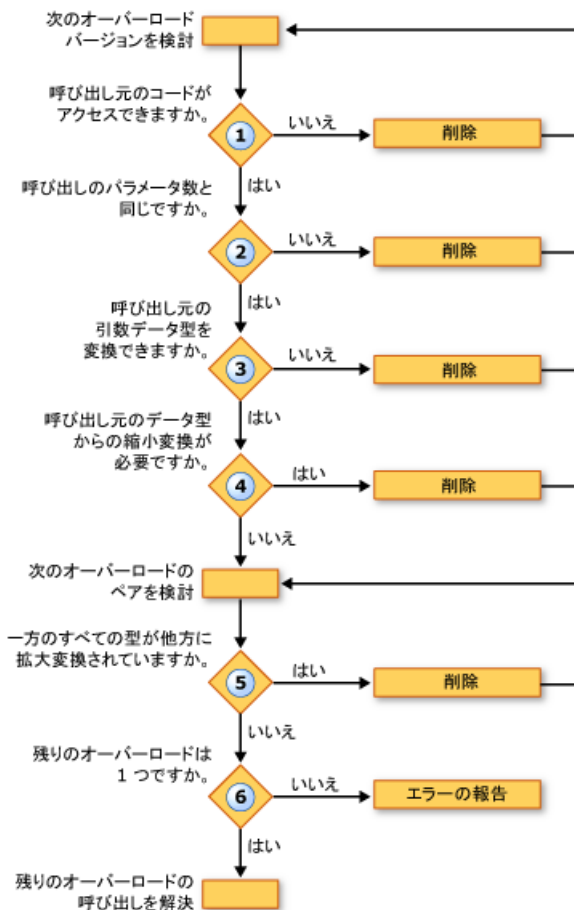 次のオーバーロード
バージョンを検討
呼び出し元のコードが
アクセスできますか。
1
いいえ
削除
はい
呼び出しのパラメータ数と
同じですか。
2
いいえ
削除
はい
呼び出し元の
引数データ型を
変換できますか。
3
いいえ
削除
はい
呼び出し元のデータ型
からの縮小変換が
必要ですか。
4
はい
削除
いいえ
次のオーバーロードの
ペアを検討
一方のすべての型が他方に
拡大変換されていますか。
5
はい
削除
いいえ
残りのオーバーロードは
1 つですか。
6
いいえ
エラーの報告
はい
残りのオーバーロードの
呼び出しを解決